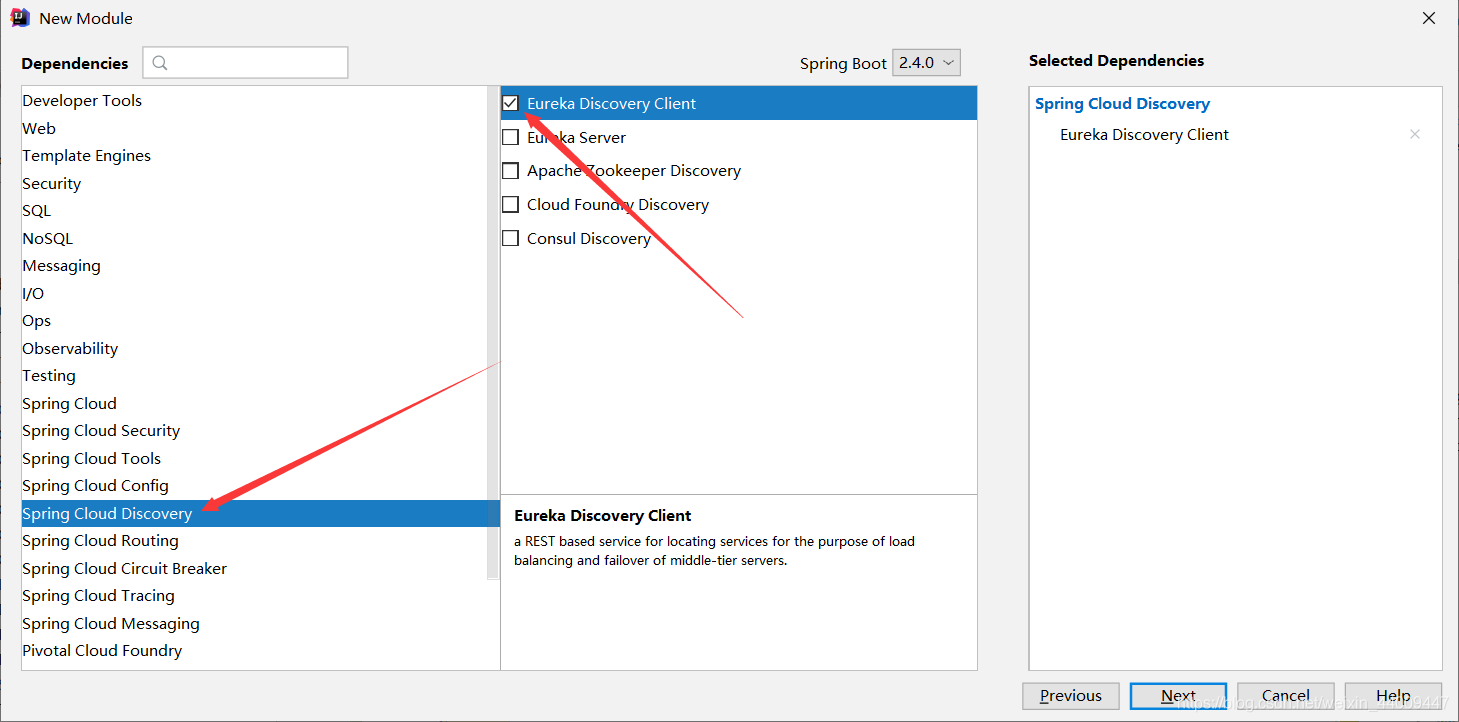 New Module
Dependencies
Spring Boot 2.4.0
Selected Dependencies
Developer Tools
Web
Template Engines
Security
SQL
NoSQL
Messaging
I/O
Ops
Observability
Testing
Spring Cloud
Spring Cloud Security
Spring Cloud Tools
Spring Cloud Config
Spring Cloud Discovery
Spring Cloud Routing
Spring Cloud Circuit Breaker
Spring Cloud Tracing
Spring Cloud Messaging
Pivotal Cloud Foundry
Eureka Discovery Client
Eureka Server
Apache Zookeeper Discovery
Cloud Foundry Discovery
Consul Discovery
Eureka Discovery Client
a REST based service for locating services for the purpose of load
balancing and failover of middle-tier servers.
Spring Cloud Discovery
Eureka Discovery Client
Previous
Next
Cancel
Help
https://blog.csdn.net/weixin_44009447